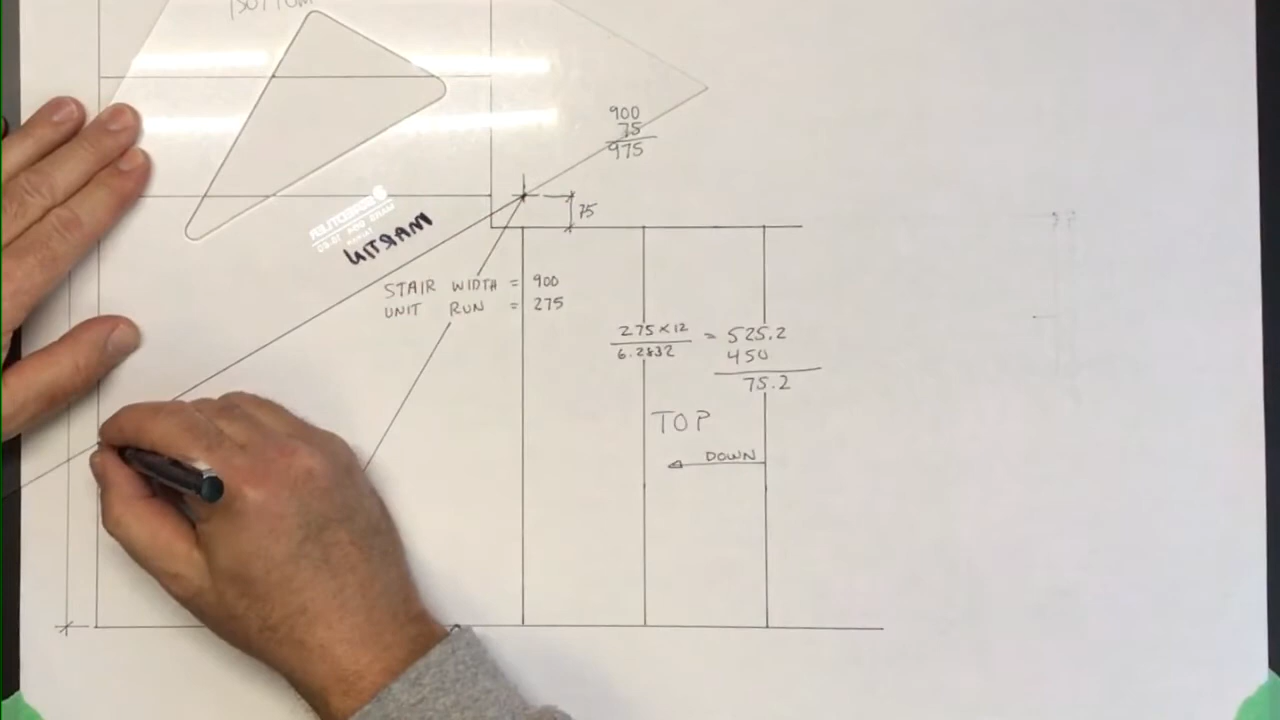 BOTTOM
900
75
975
75
MARTIN
STAIR WIDTH = 900
UNIT RUN = 275
275 x 12 = 525.2
6.2832
450
75.2
TOP
DOWN